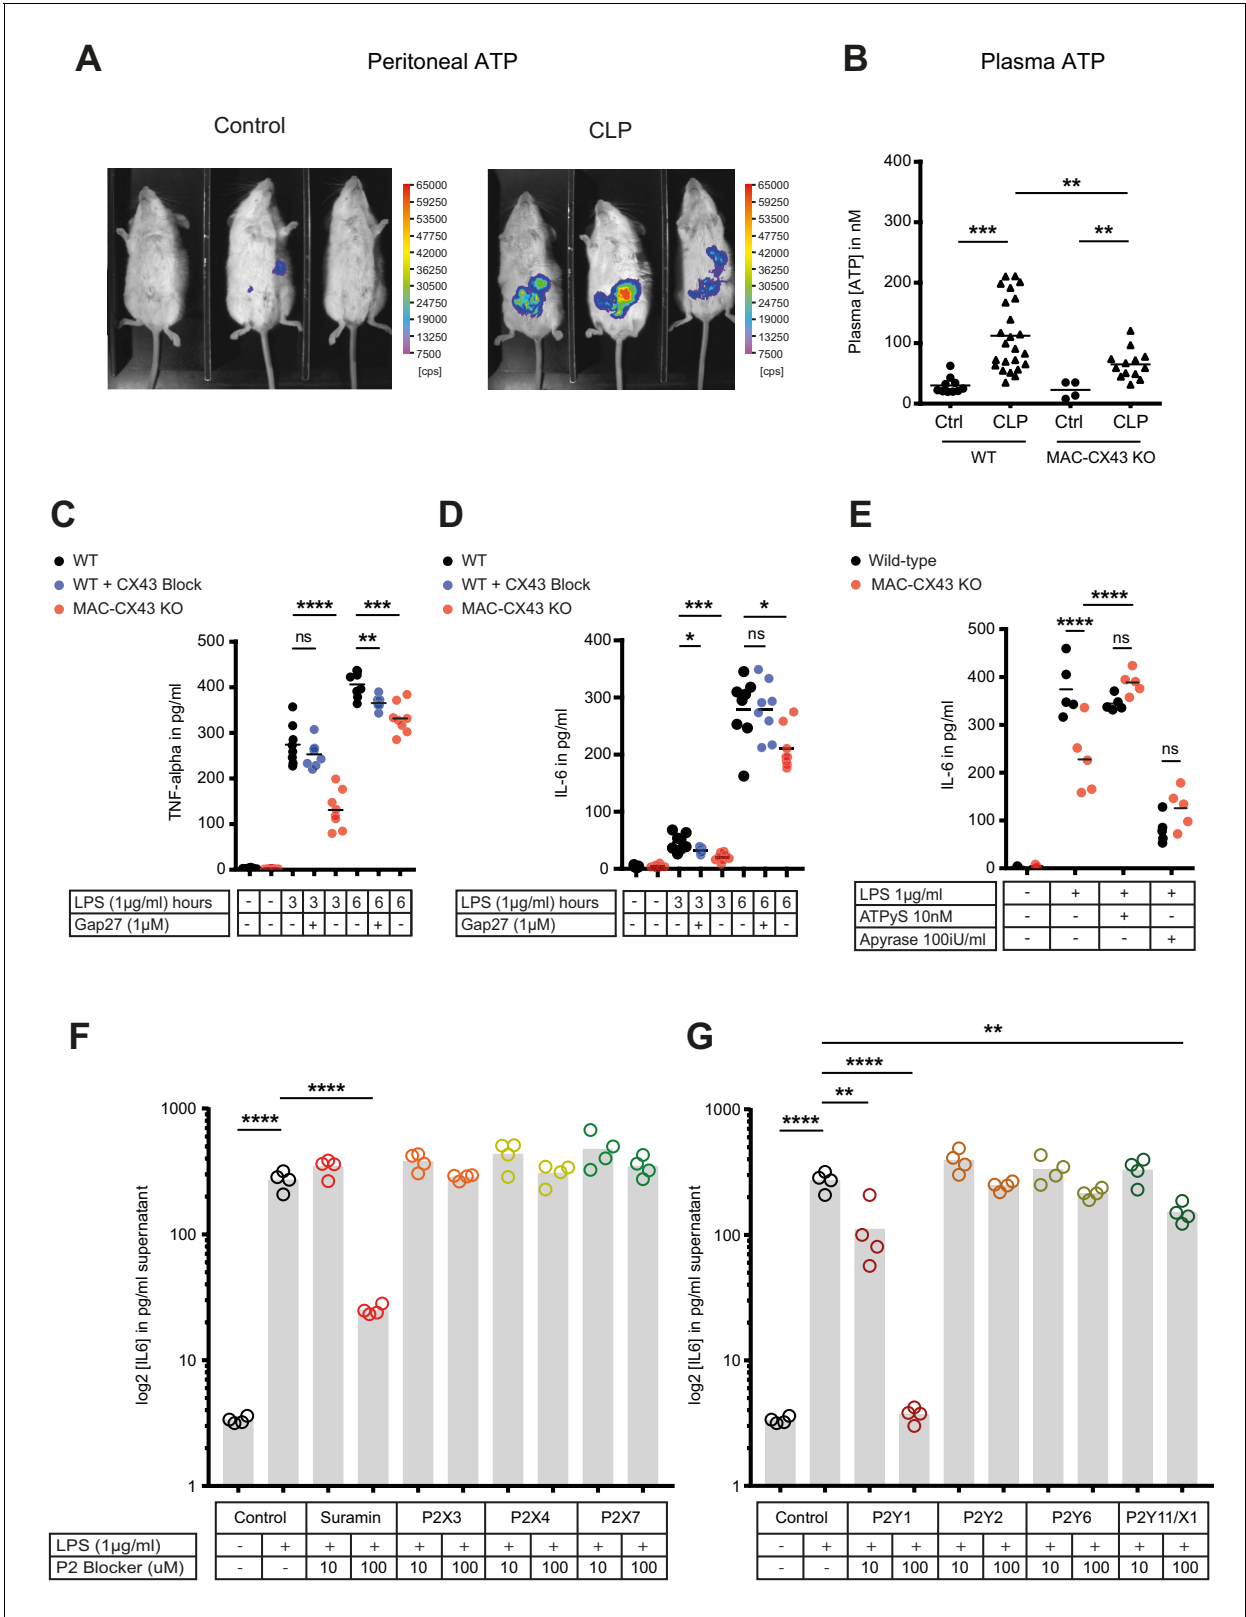 A
Peritoneal ATP
B
Plasma ATP
Control
CLP
65000
59250
53500
47750
42000
36250
30500
24750
19000
13250
7500
[cps]
65000
59250
53500
47750
42000
36250
30500
24750
19000
13250
7500
[cps]
Plasma [ATP] in nM
400
300
200
100
0
***
**
**
Ctrl CLP Ctrl CLP
WT MAC-CX43 KO
C
WT
WT + CX43 Block
MAC-CX43 KO
TNF-alpha in pg/ml
500
400
300
200
100
0
**** ***
ns **
LPS (1µg/ml) hours - - 3 3 3 6 6 6
Gap27 (1µM) - - - + - - + -
D
WT
WT + CX43 Block
MAC-CX43 KO
IL-6 in pg/ml
400
300
200
100
0
*** *
* ns
LPS (1µg/ml) hours - - 3 3 3 6 6 6
Gap27 (1µM) - - - + - - + -
E
Wild-type
MAC-CX43 KO
IL-6 in pg/ml
500
400
300
200
100
0
****
**** ns
ns
LPS 1µg/ml - + + +
ATPyS 10nM - - + -
Apyrase 100iU/ml - - - +
F
log2 [IL6] in pg/ml supernatant
1000
100
10
1
****
****
Control Suramin P2X3 P2X4 P2X7
LPS (1µg/ml) - + + + + + + + + +
P2 Blocker (uM) - - 10 100 10 100 10 100 10 100
G
log2 [IL6] in pg/ml supernatant
1000
100
10
1
**
****
**
****
Control P2Y1 P2Y2 P2Y6 P2Y11/X1
- + + + + + + + + +
- - 10 100 10 100 10 100 10 100